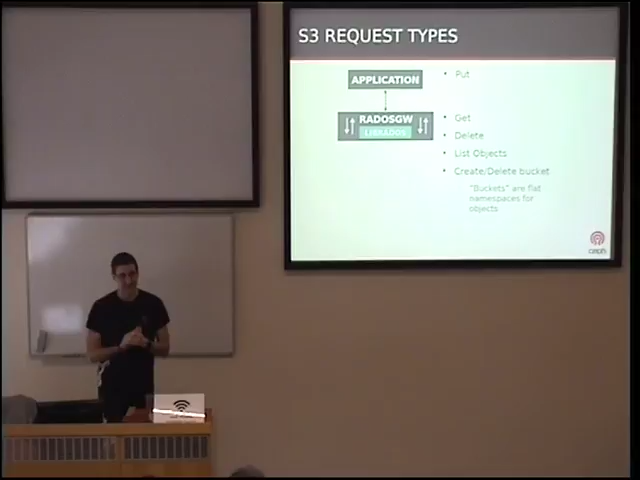 S3 REQUEST TYPES
APPLICATION
RADOSGW
LIBRADOS
• Put
• Get
• Delete
• List Objects
• Create/Delete bucket
"Buckets" are flat
namespaces for
objects
ceph